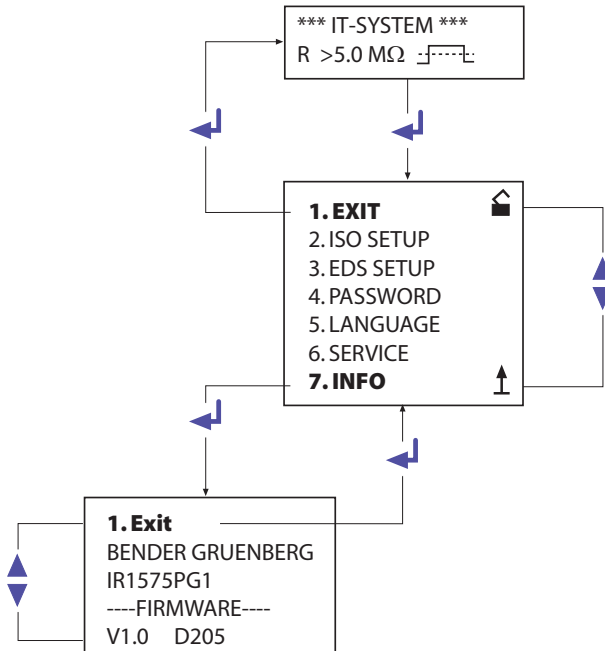 *** IT-SYSTEM ***
R >5.0 MΩ
1. EXIT
2. ISO SETUP
3. EDS SETUP
4. PASSWORD
5. LANGUAGE
6. SERVICE
7. INFO
1. Exit
BENDER GRUENBERG
IR1575PG1
----FIRMWARE----
V1.0 D205